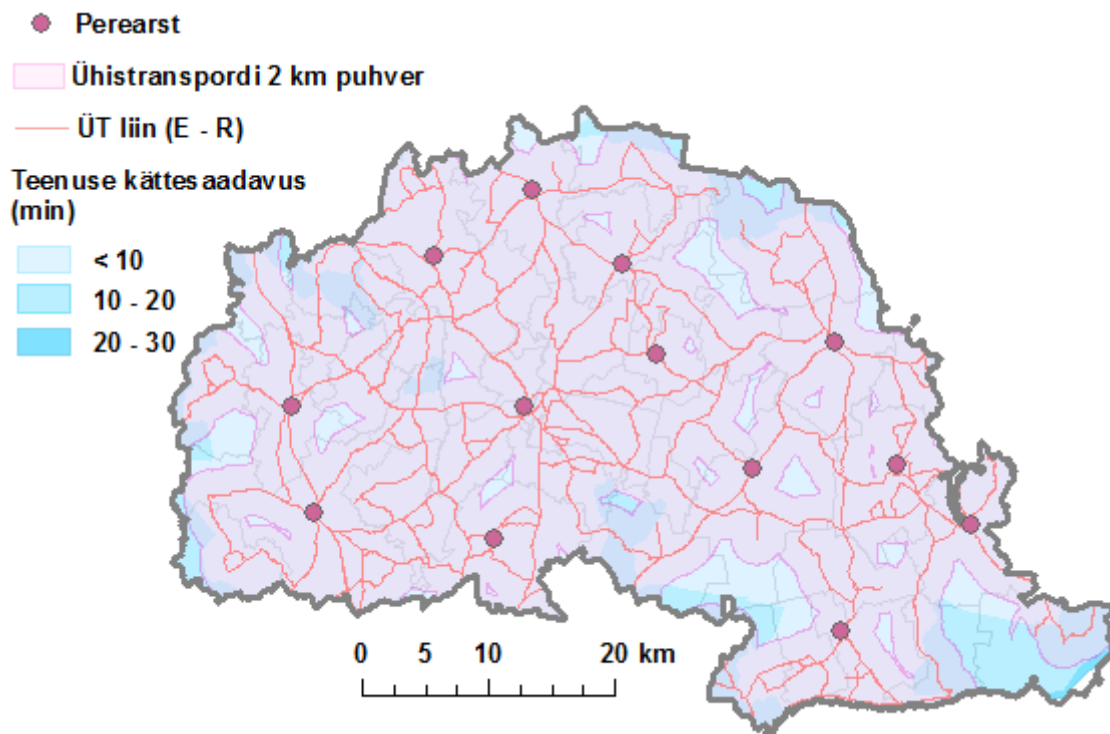 Perearst
Ühistranspordi 2 km puhver
ÜT liin (E - R)
Teenuse kättesaadavus
(min)
< 10
10 - 20
20 - 30
0 5 10 20 km